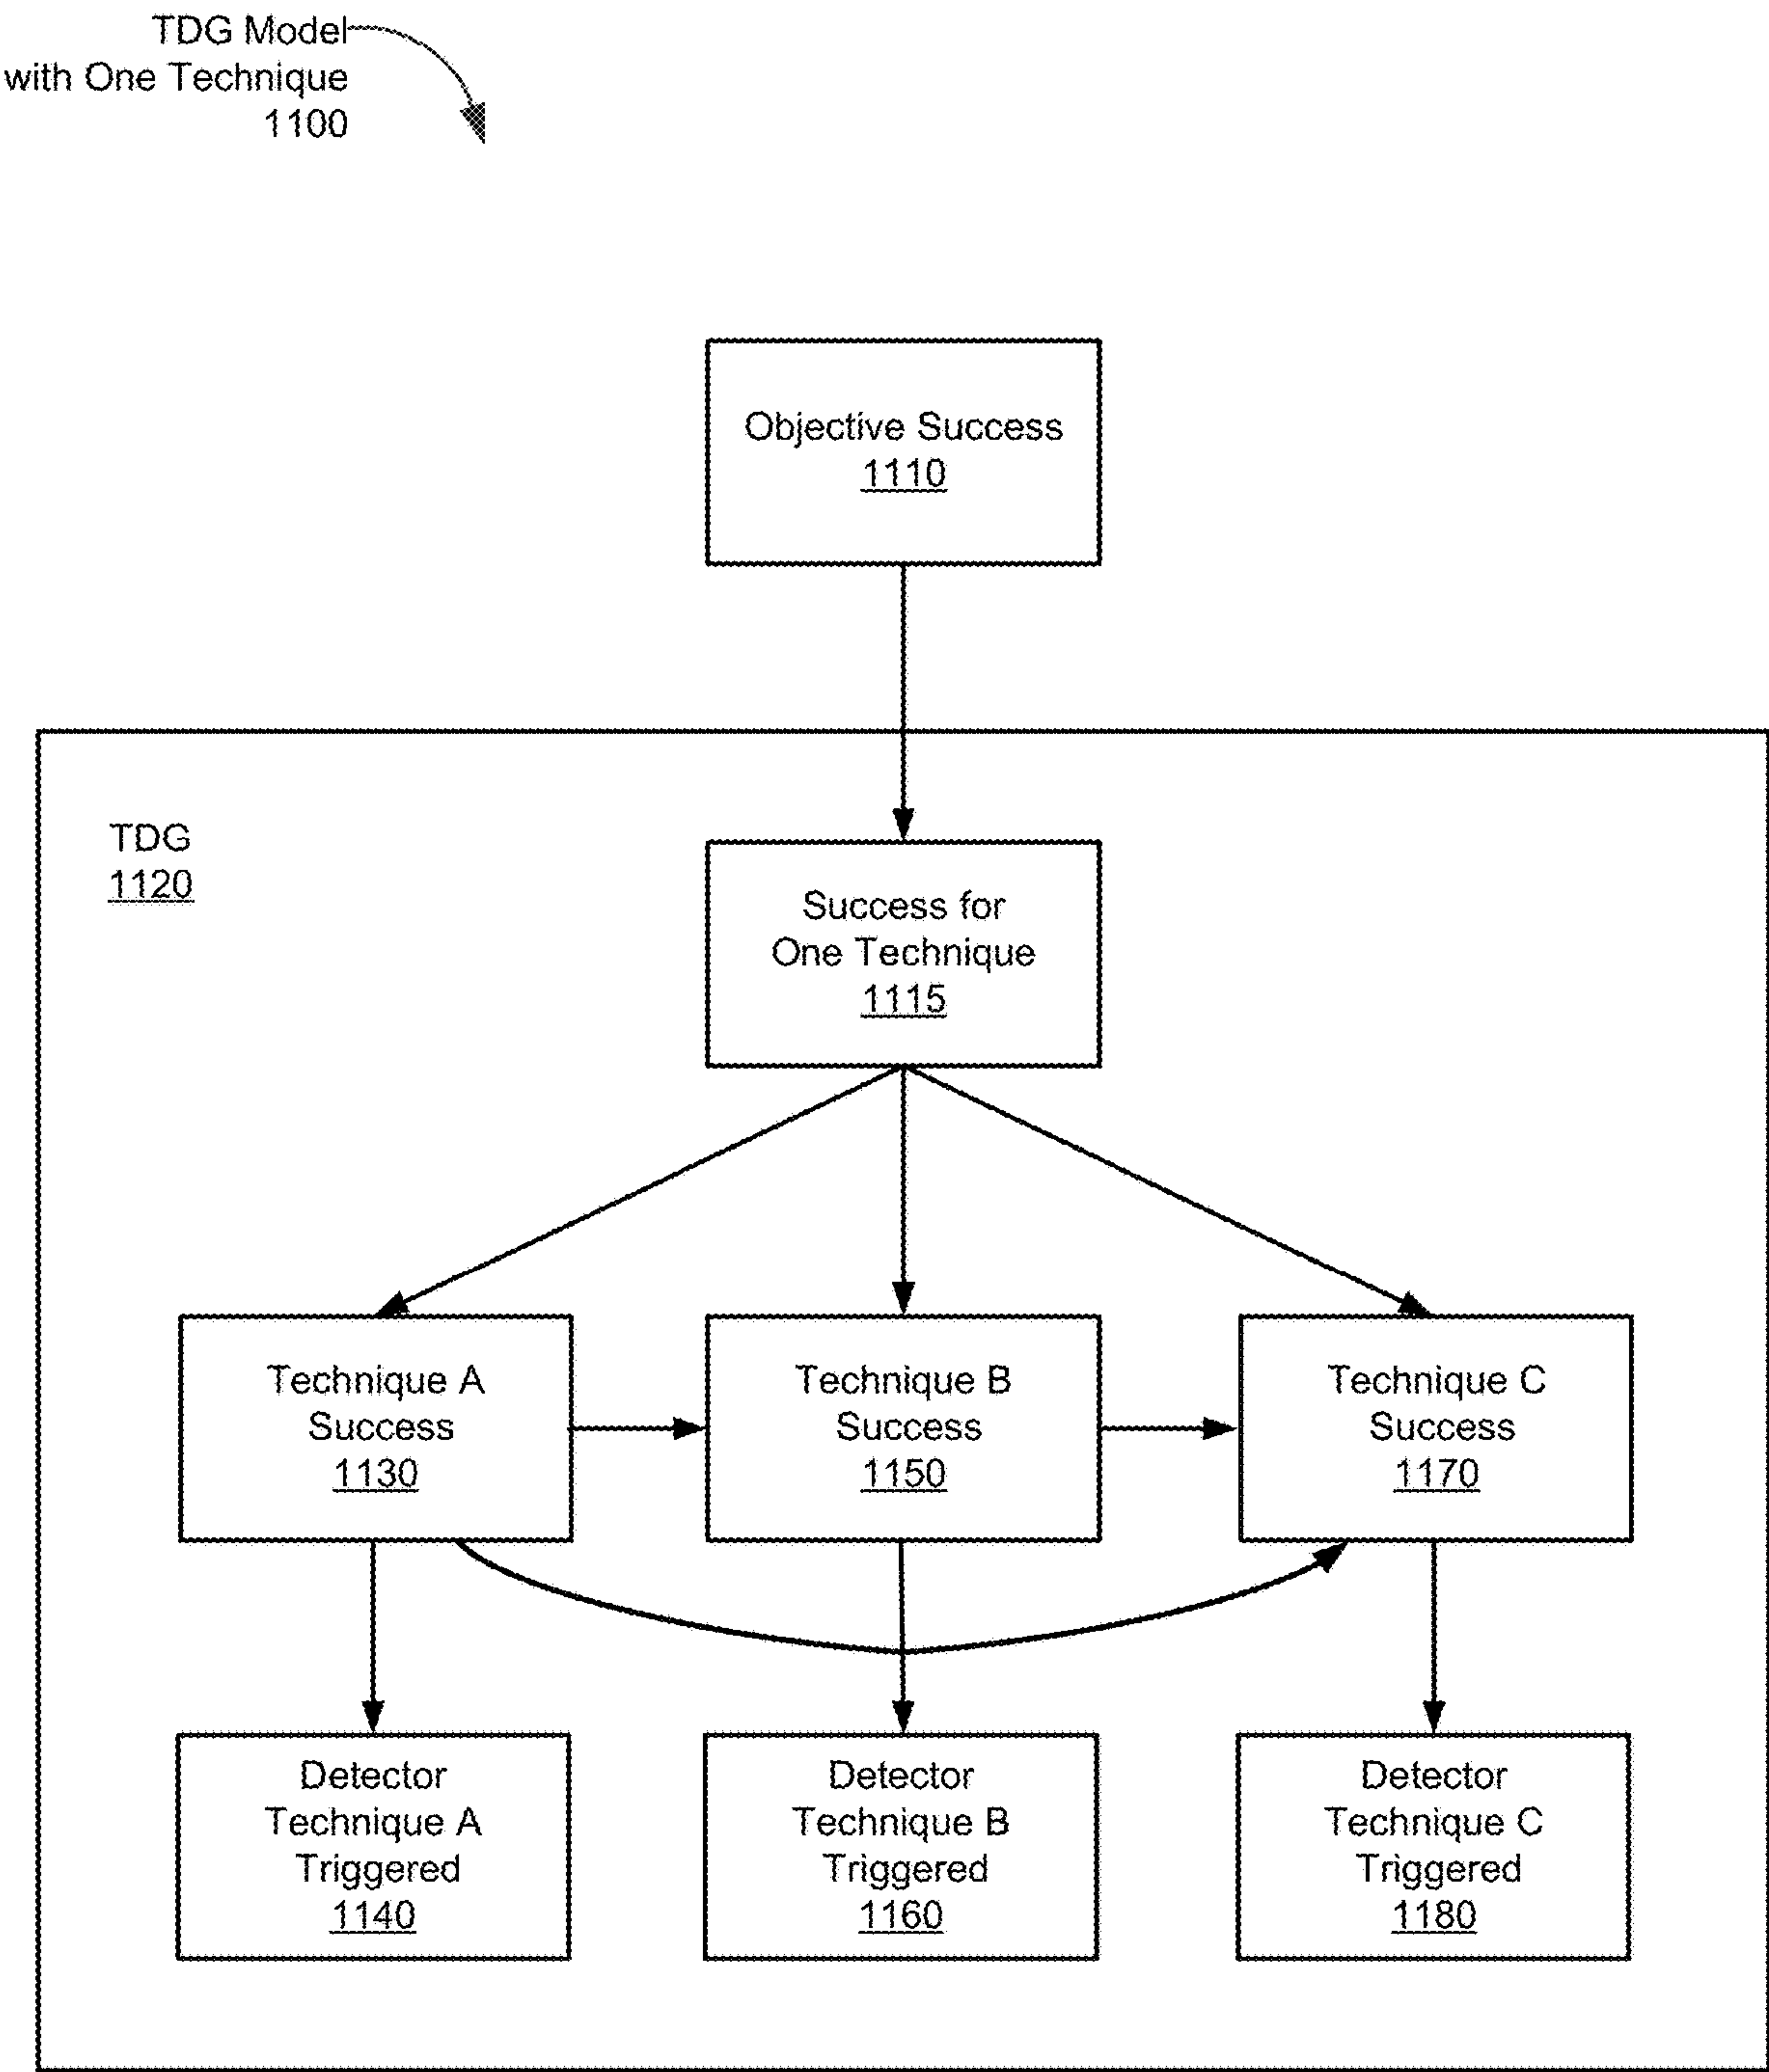 TDG Model
with One Technique
1100
Objective Success
1110
TDG
1120
Success for
One Technique
1115
Technique A
Success
1130
Technique B
Success
1150
Technique C
Success
1170
Detector
Technique A
Triggered
1140
Detector
Technique B
Triggered
1160
Detector
Technique C
Triggered
1180